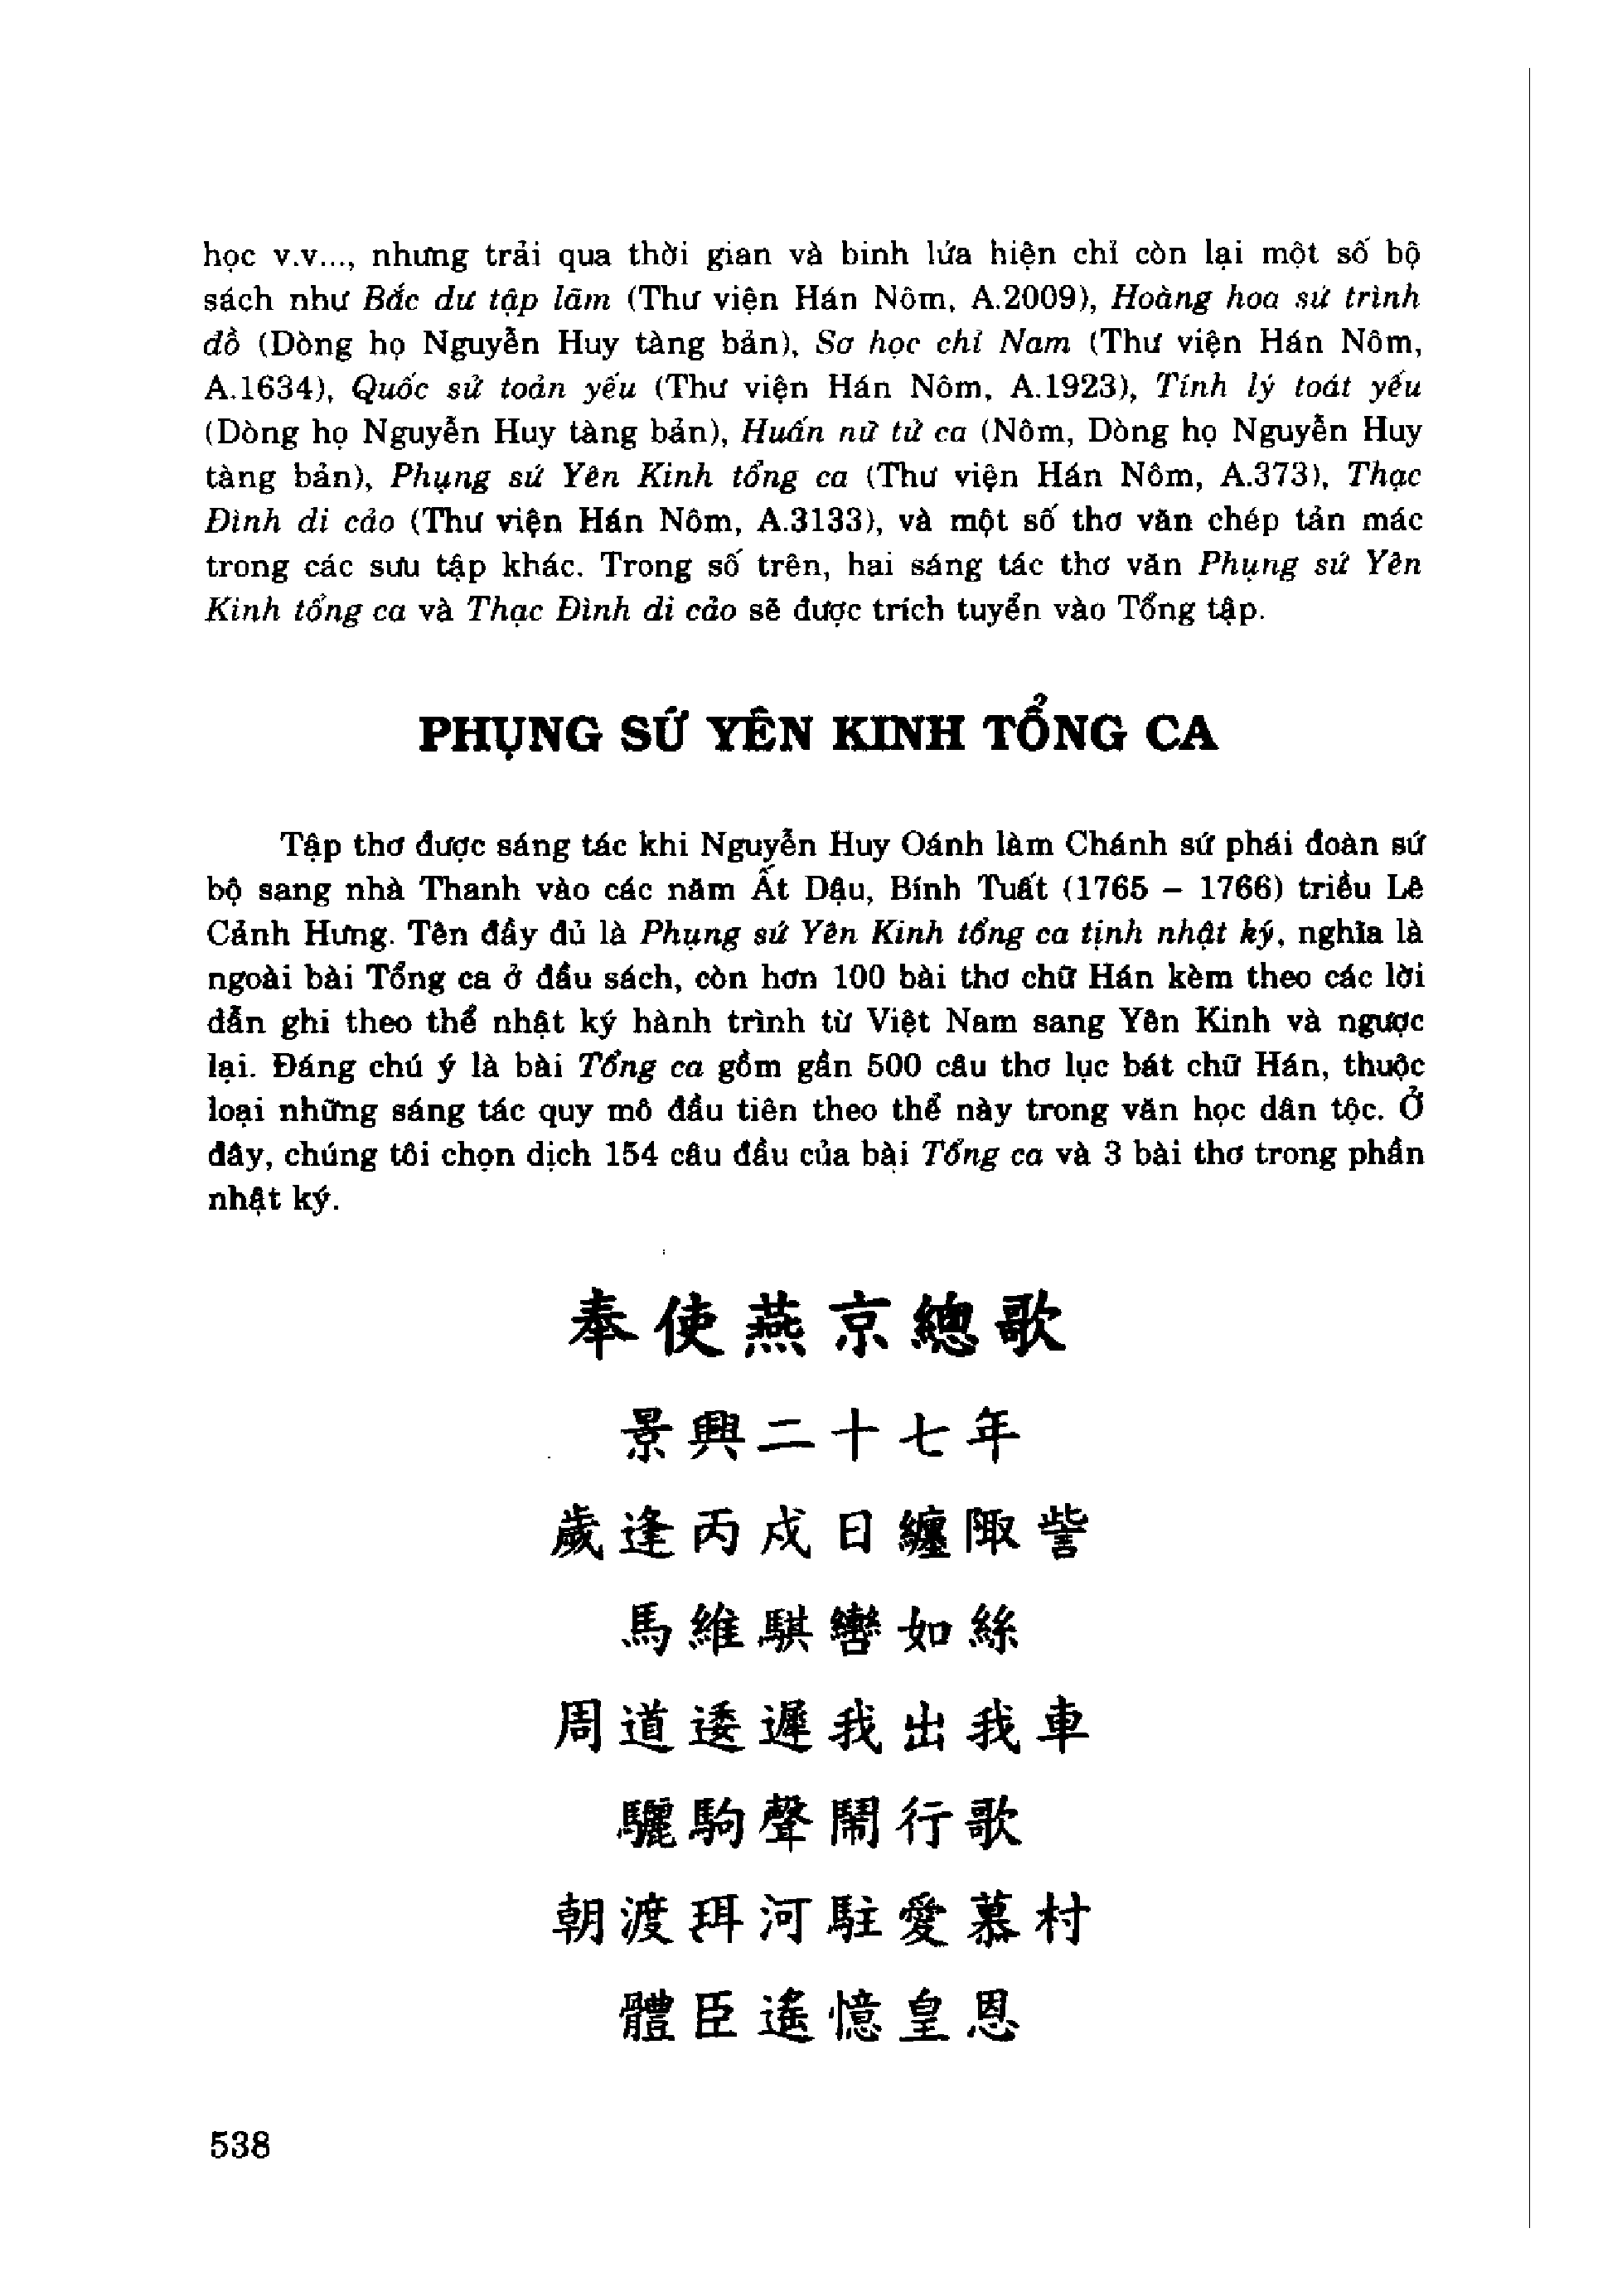 học v.v..., nhưng trải qua thời gian và binh lửa hiện chỉ còn lại một số bộ
sách như Bắc dư tập lãm (Thư viện Hán Nôm, A.2009), Hoàng hoa sứ trình
đồ (Dòng họ Nguyễn Huy tàng bản), Sơ học chỉ Nam (Thư viện Hán Nôm,
A.1634), Quốc sử toản yếu (Thư viện Hán Nôm, A.1923), Tính lý toát yếu
(Dòng họ Nguyễn Huy tàng bản), Huấn nữ tử ca (Nôm, Dòng họ Nguyễn Huy
tàng bản), Phụng sứ Yên Kinh tổng ca (Thư viện Hán Nôm, A.373), Thạc
Đình di cảo (Thư viện Hán Nôm, A.3133), và một số thơ văn chép tản mác
trong các sưu tập khác. Trong số trên, hai sáng tác thơ văn Phụng sứ Yên
Kinh tổng ca và Thạc Đình di cảo sẽ được trích tuyển vào Tổng tập.
PHỤNG SỨ YÊN KINH TỔNG CA
Tập thơ được sáng tác khi Nguyễn Huy Oánh làm Chánh sứ phái đoàn sứ
bộ sang nhà Thanh vào các năm Ất Dậu, Bính Tuất (1765 – 1766) triều Lê
Cảnh Hưng. Tên đầy đủ là Phụng sứ Yên Kinh tổng ca tịnh nhật ký, nghĩa là
ngoài bài Tổng ca ở đầu sách, còn hơn 100 bài thơ chữ Hán kèm theo các lời
dẫn ghi theo thể nhật ký hành trình từ Việt Nam sang Yên Kinh và ngược
lại. Đáng chú ý là bài Tổng ca gồm gần 500 câu thơ lục bát chữ Hán, thuộc
loại những sáng tác quy mô đầu tiên theo thể này trong văn học dân tộc. Ở
đây, chúng tôi chọn dịch 154 câu đầu của bài Tổng ca và 3 bài thơ trong phần
nhật ký.
奉使燕京總歌
景興二十七年
歲逢丙戌日纏陬訾
馬維騏轡如絲
周道逶遲我出我車
驪駒聲鬧行歌
朝渡珥河駐愛慕村
體臣遙憶皇恩
538